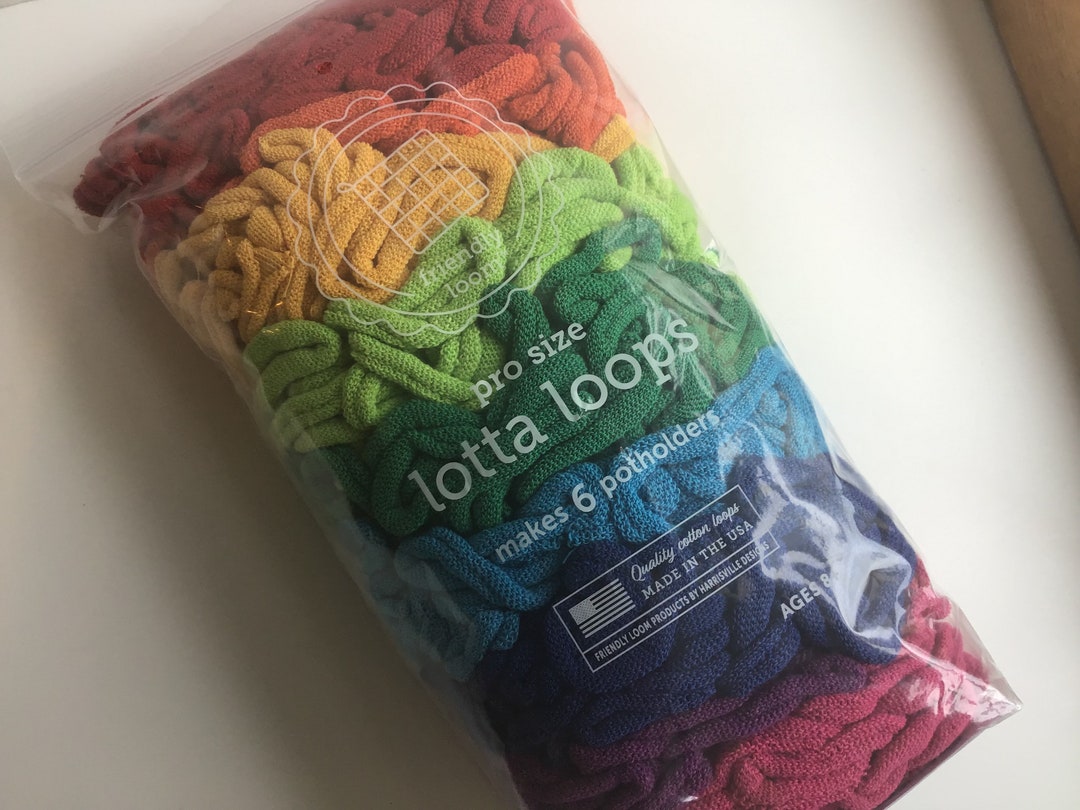 friendly
loom
pro size
lotta loops
makes 6 potholders
Quality cotton loops
MADE IN THE USA
FRIENDLY LOOM PRODUCTS BY HARRISVILLE DESIGNS
AGES 8